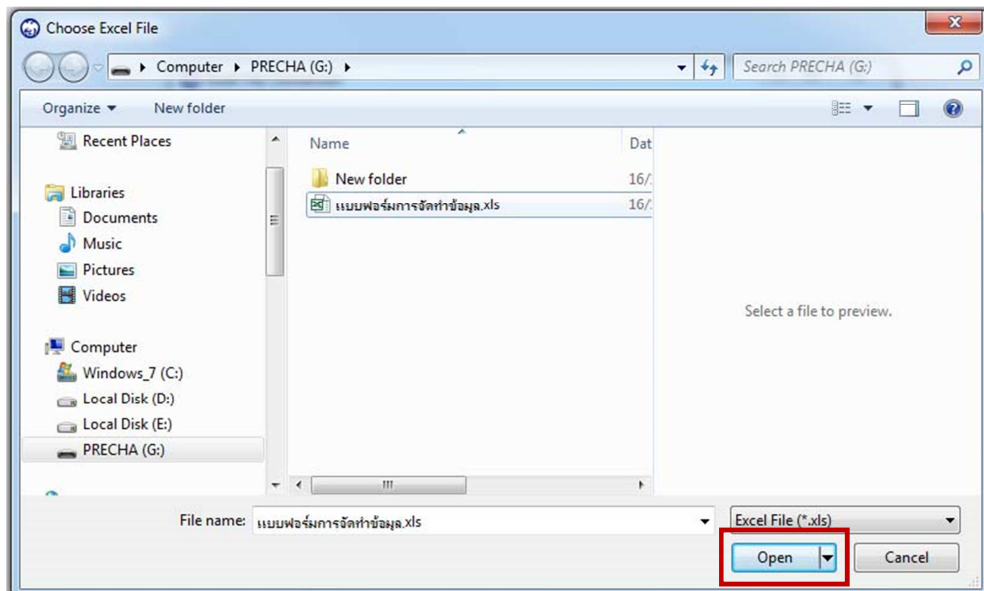 Choose Excel File
Computer PRECHA (G:)
Search PRECHA (G:)
Organize New folder
Recent Places
Libraries
Documents
Music
Pictures
Videos
Computer
Windows_7 (C:)
Local Disk (D:)
Local Disk (E:)
PRECHA (G:)
Name Dat
New folder 16/
แบบฟอร์มการจัดทำข้อมูล.xls 16/
Select a file to preview.
File name: แบบฟอร์มการจัดทำข้อมูล.xls
Excel File (*.xls)
Open Cancel